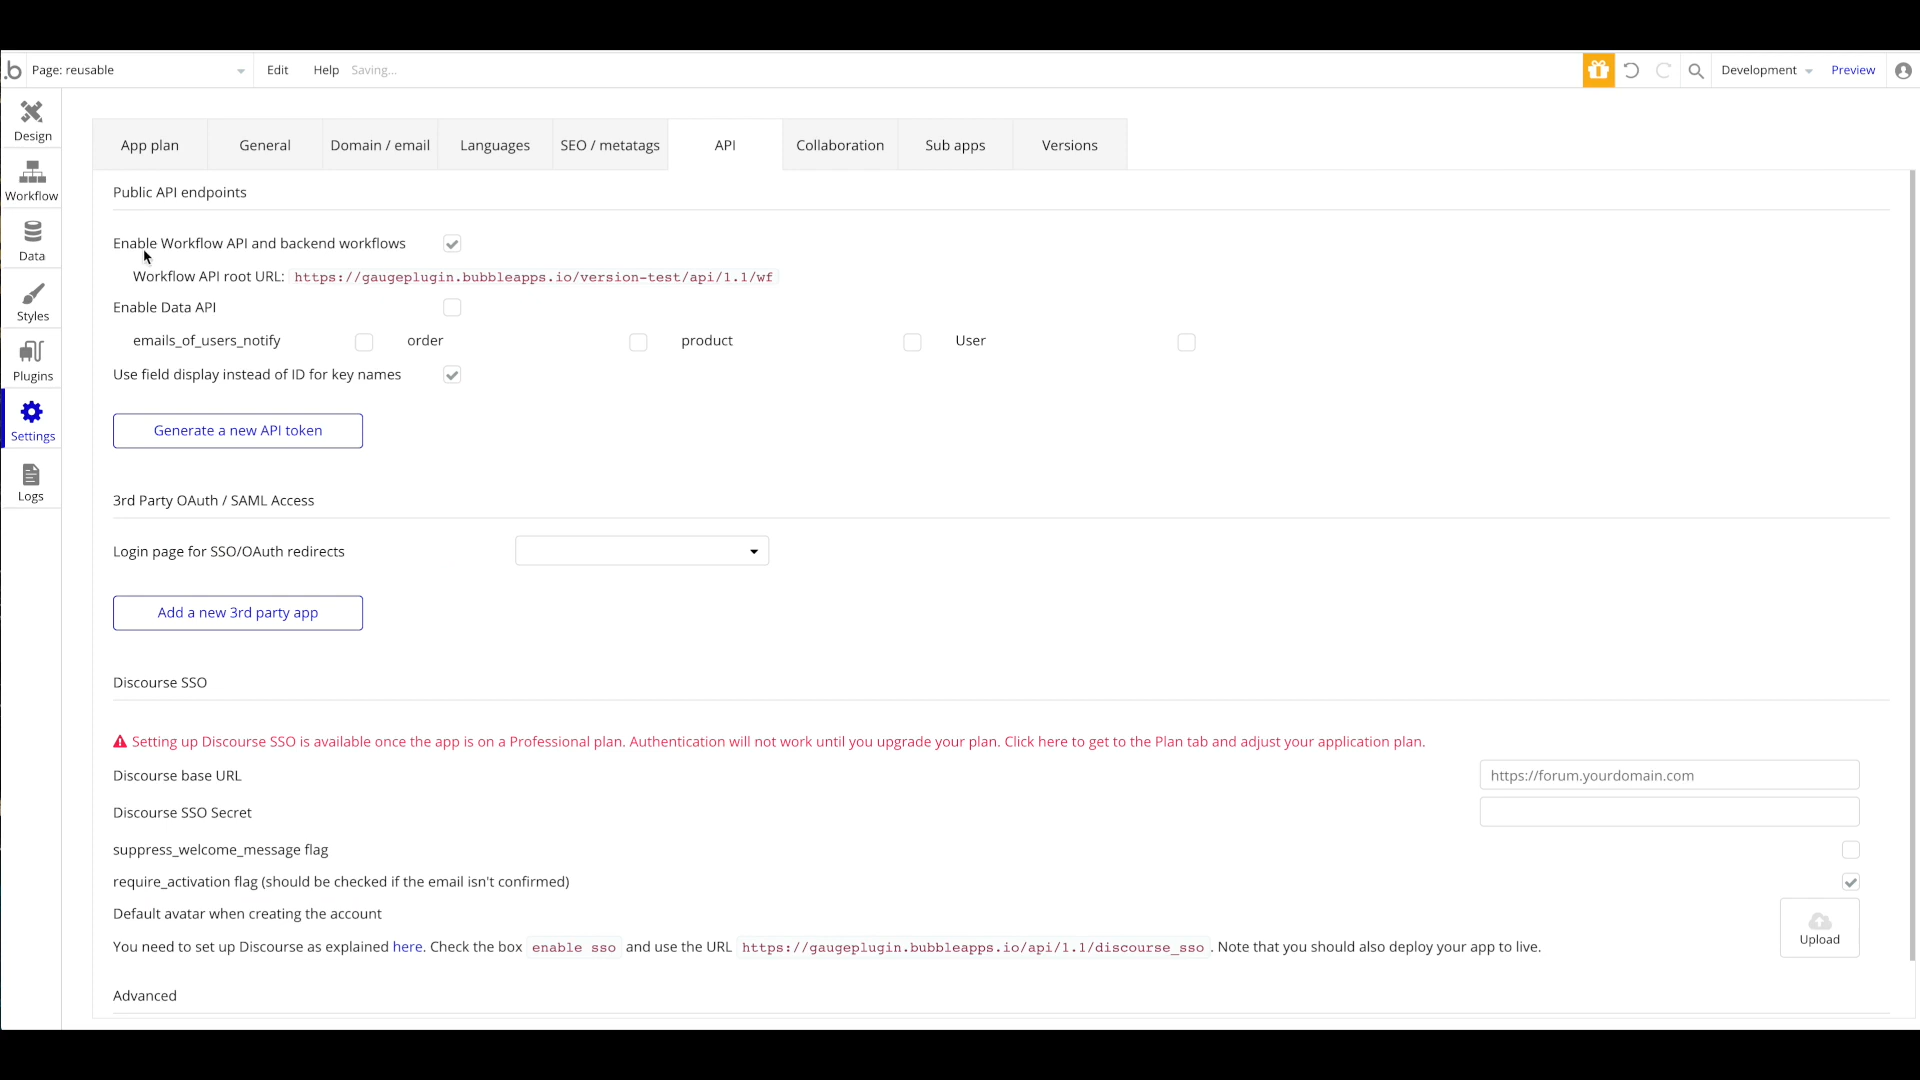 .b Page: reusable Edit Help Saving... Development Preview
Design
Workflow
Data
Styles
Plugins
Settings
Logs
App plan General Domain / email Languages SEO / metatags API Collaboration Sub apps Versions
Public API endpoints
Enable Workflow API and backend workflows
Workflow API root URL: https://gaugeplugin.bubbleapps.io/version-test/api/1.1/wf
Enable Data API
emails_of_users_notify order product User
Use field display instead of ID for key names
Generate a new API token
3rd Party OAuth / SAML Access
Login page for SSO/OAuth redirects
Add a new 3rd party app
Discourse SSO
Setting up Discourse SSO is available once the app is on a Professional plan. Authentication will not work until you upgrade your plan. Click here to get to the Plan tab and adjust your application plan.
Discourse base URL https://forum.yourdomain.com
Discourse SSO Secret
suppress_welcome_message flag
require_activation flag (should be checked if the email isn't confirmed)
Default avatar when creating the account
Upload
You need to set up Discourse as explained here. Check the box enable sso and use the URL https://gaugeplugin.bubbleapps.io/api/1.1/discourse_sso . Note that you should also deploy your app to live.
Advanced